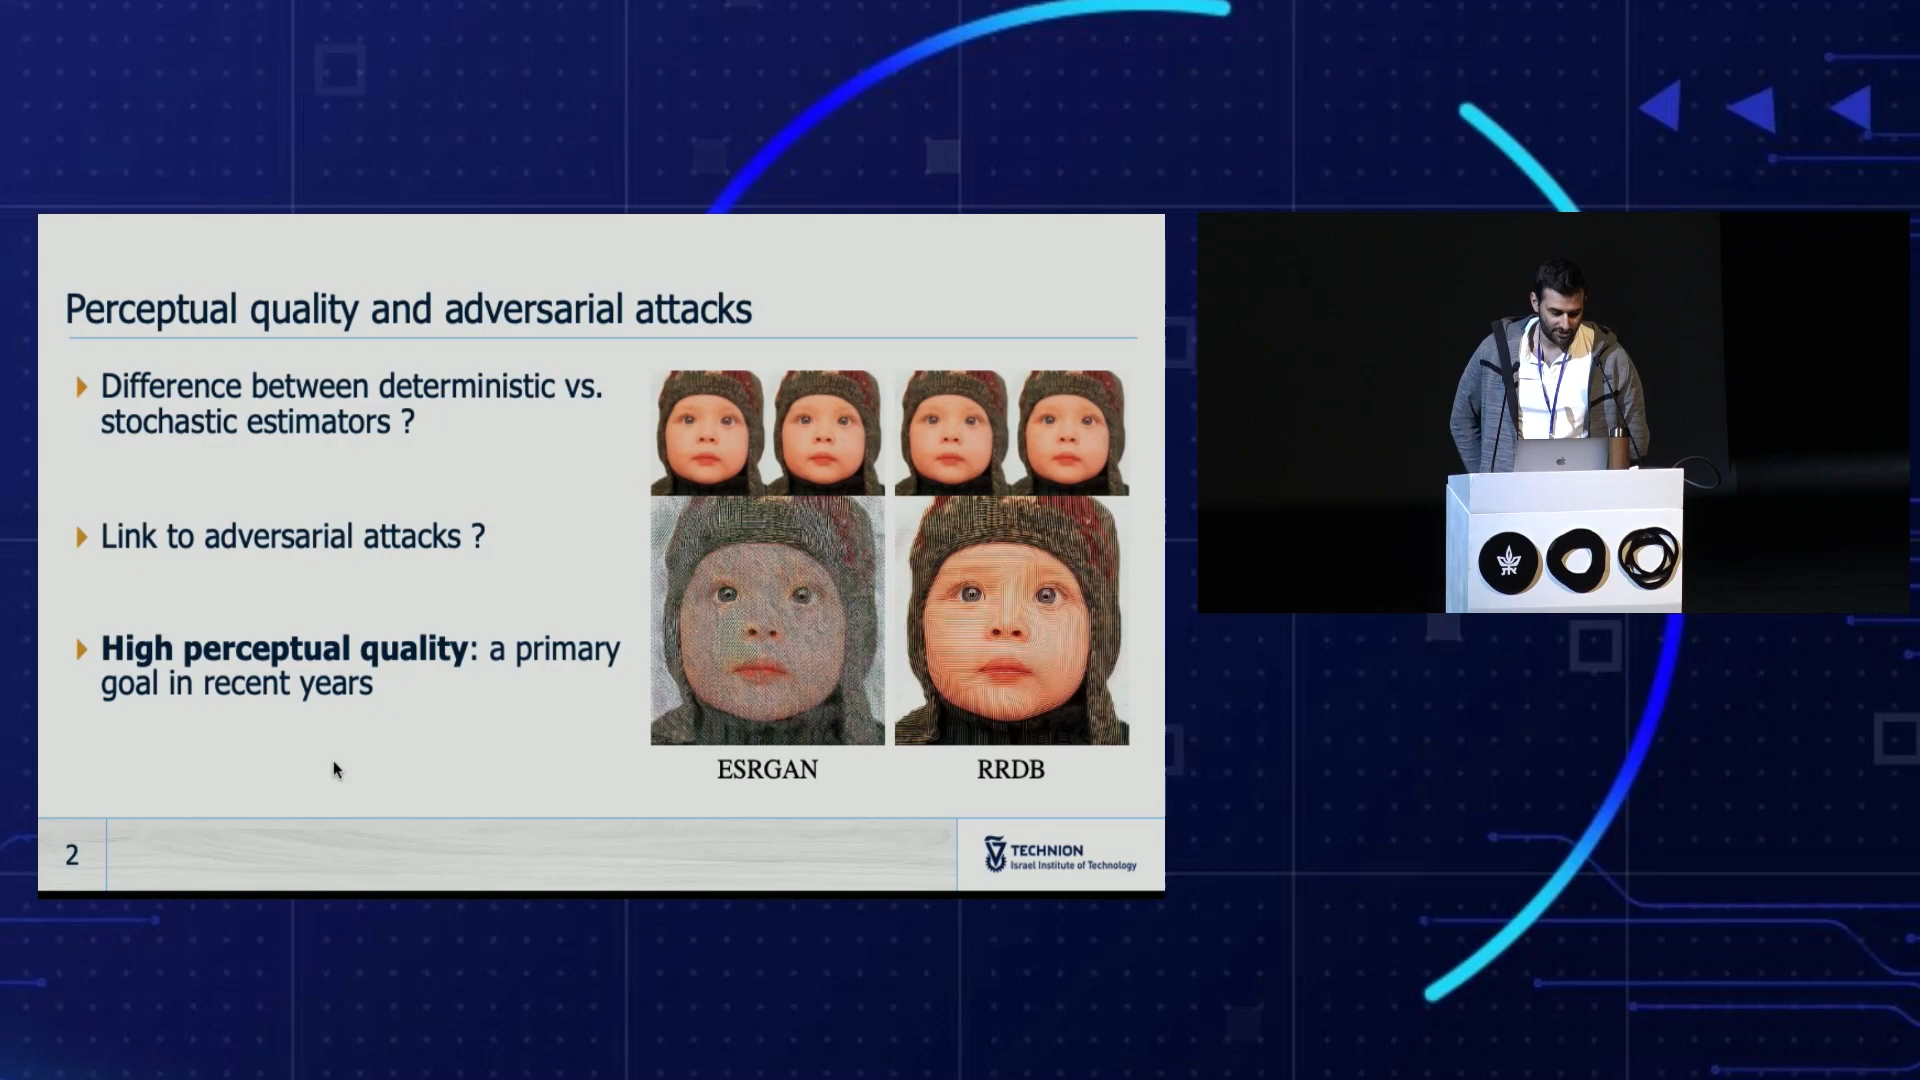 Perceptual quality and adversarial attacks
Difference between deterministic vs.
stochastic estimators ?
Link to adversarial attacks ?
High perceptual quality: a primary
goal in recent years
ESRGAN
RRDB
2
TECHNION
Israel Institute of Technology